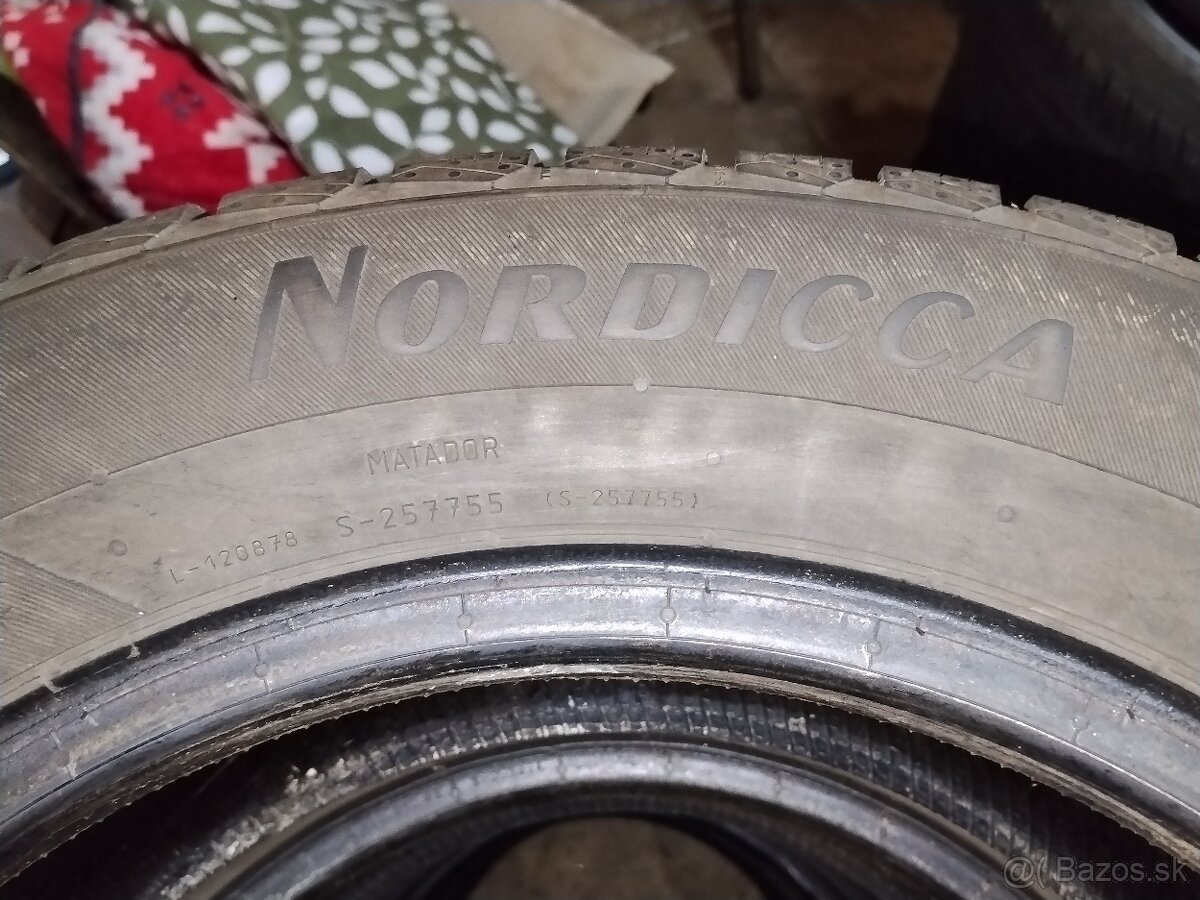 NORDICCA
MATADOR
L-120878 S-257755 (S-257755)
@( Bazos.sk